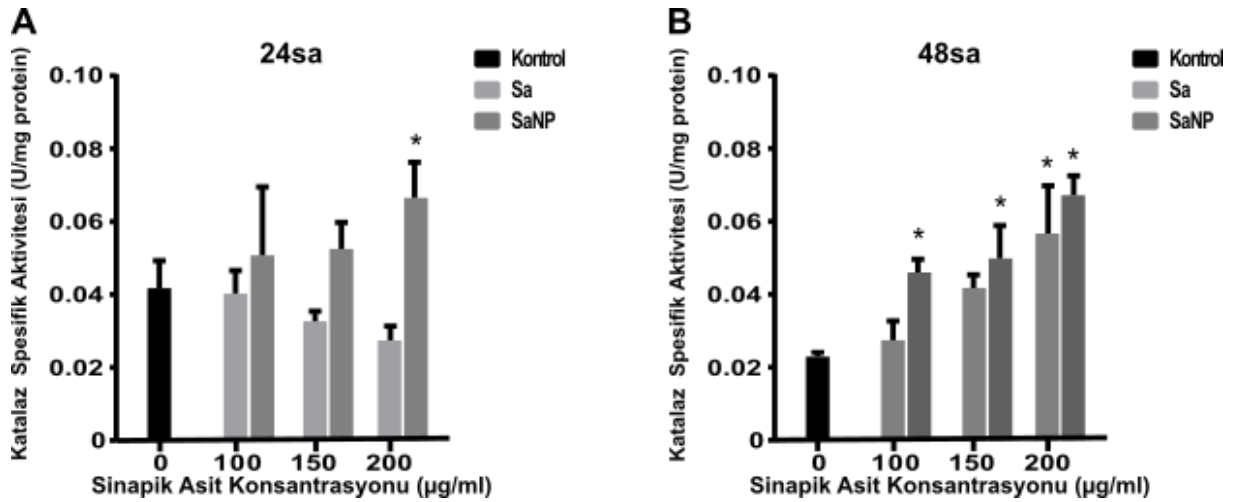 A
24sa
Katalaz Spesifik Aktivitesi (U/mg protein)
0.10
0.08
0.06
0.04
0.02
0
*
0 100 150 200
Sinapik Asit Konsantrasyonu (µg/ml)
Kontrol
Sa
SaNP
B
48sa
Katalaz Spesifik Aktivitesi (U/mg protein)
0.10
0.08
0.06
0.04
0.02
0
* * * *
0 100 150 200
Sinapik Asit Konsantrasyonu (µg/ml)
Kontrol
Sa
SaNP